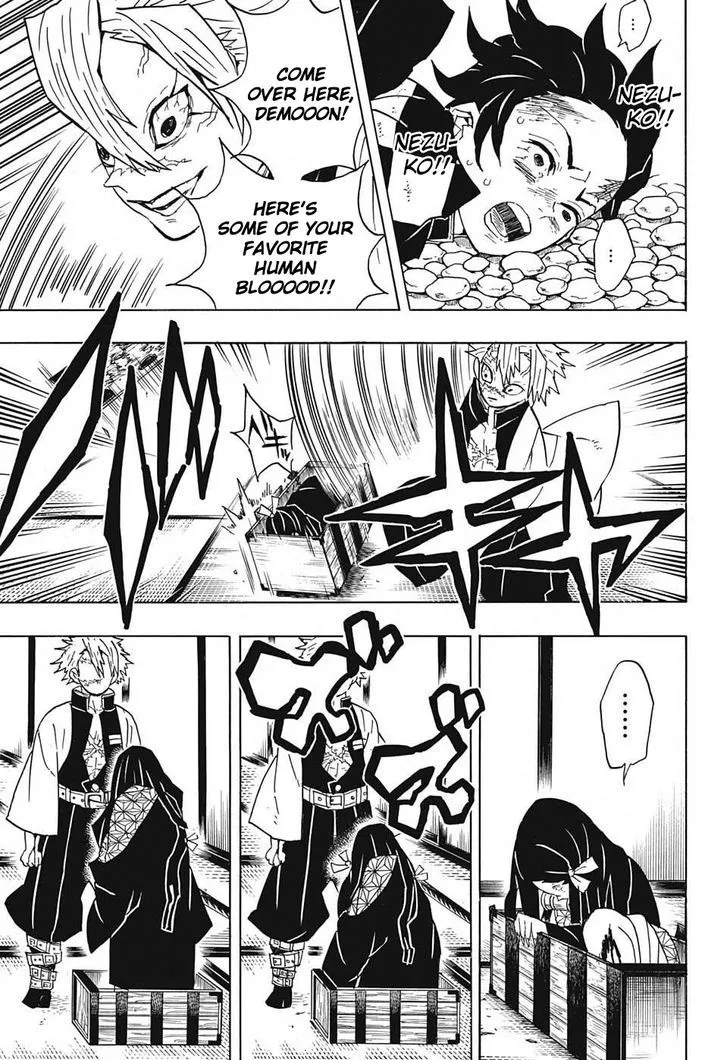 ...
NEZU-
KO!!
NEZU-
KO!!
...
COME
OVER HERE,
DEMOOON!
HERE'S
SOME OF YOUR
FAVORITE
HUMAN
BLOOOOD!!
......